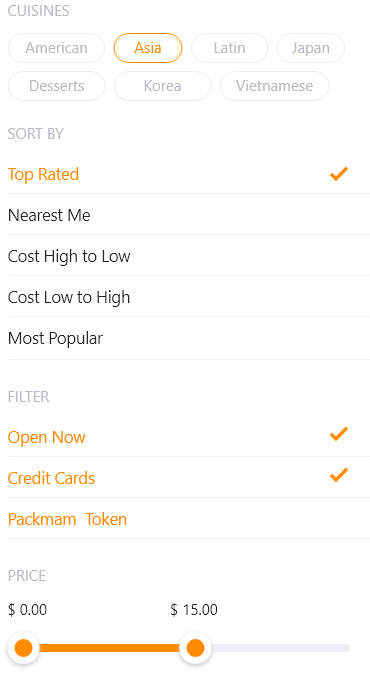 CUISINES
American Asia Latin Japan
Desserts Korea Vietnamese
SORT BY
Top Rated
Nearest Me
Cost High to Low
Cost Low to High
Most Popular
FILTER
Open Now
Credit Cards
Packmam  Token
PRICE
$ 0.00 $ 15.00